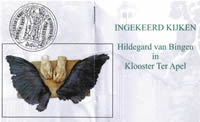 INGEKEERD KIJKEN
Hildegard van Bingen
in
Klooster Ter Apel